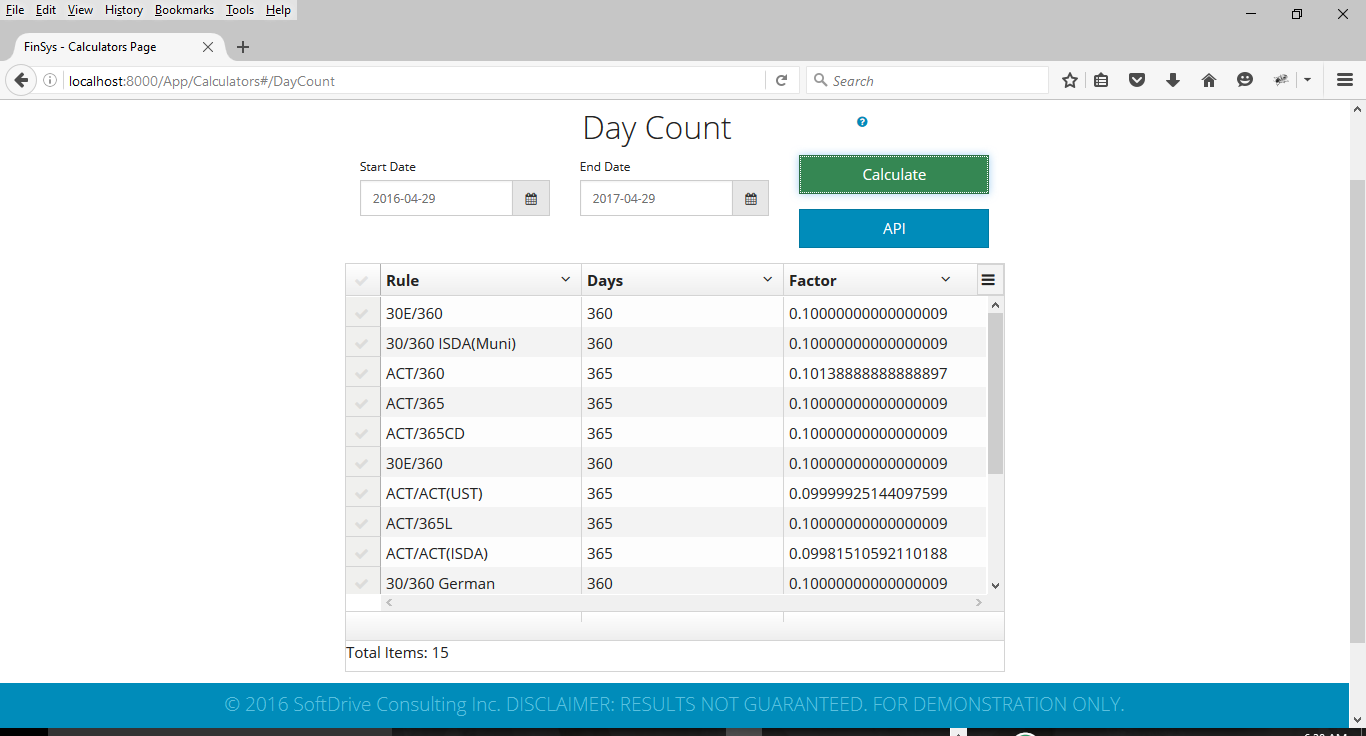 File Edit View History Bookmarks Tools Help
FinSys - Calculators Page
localhost:8000/App/Calculators#/DayCount
Search
Day Count
Start Date End Date
2016-04-29 2017-04-29
Calculate
API
Rule Days Factor
30E/360 360 0.10000000000000009
30/360 ISDA(Muni) 360 0.10000000000000009
ACT/360 365 0.10138888888888897
ACT/365 365 0.10000000000000009
ACT/365CD 365 0.10000000000000009
30E/360 360 0.10000000000000009
ACT/ACT(UST) 365 0.09999925144097599
ACT/365L 365 0.10000000000000009
ACT/ACT(ISDA) 365 0.09981510592110188
30/360 German 360 0.10000000000000009
Total Items: 15
© 2016 SoftDrive Consulting Inc. DISCLAIMER: RESULTS NOT GUARANTEED. FOR DEMONSTRATION ONLY.